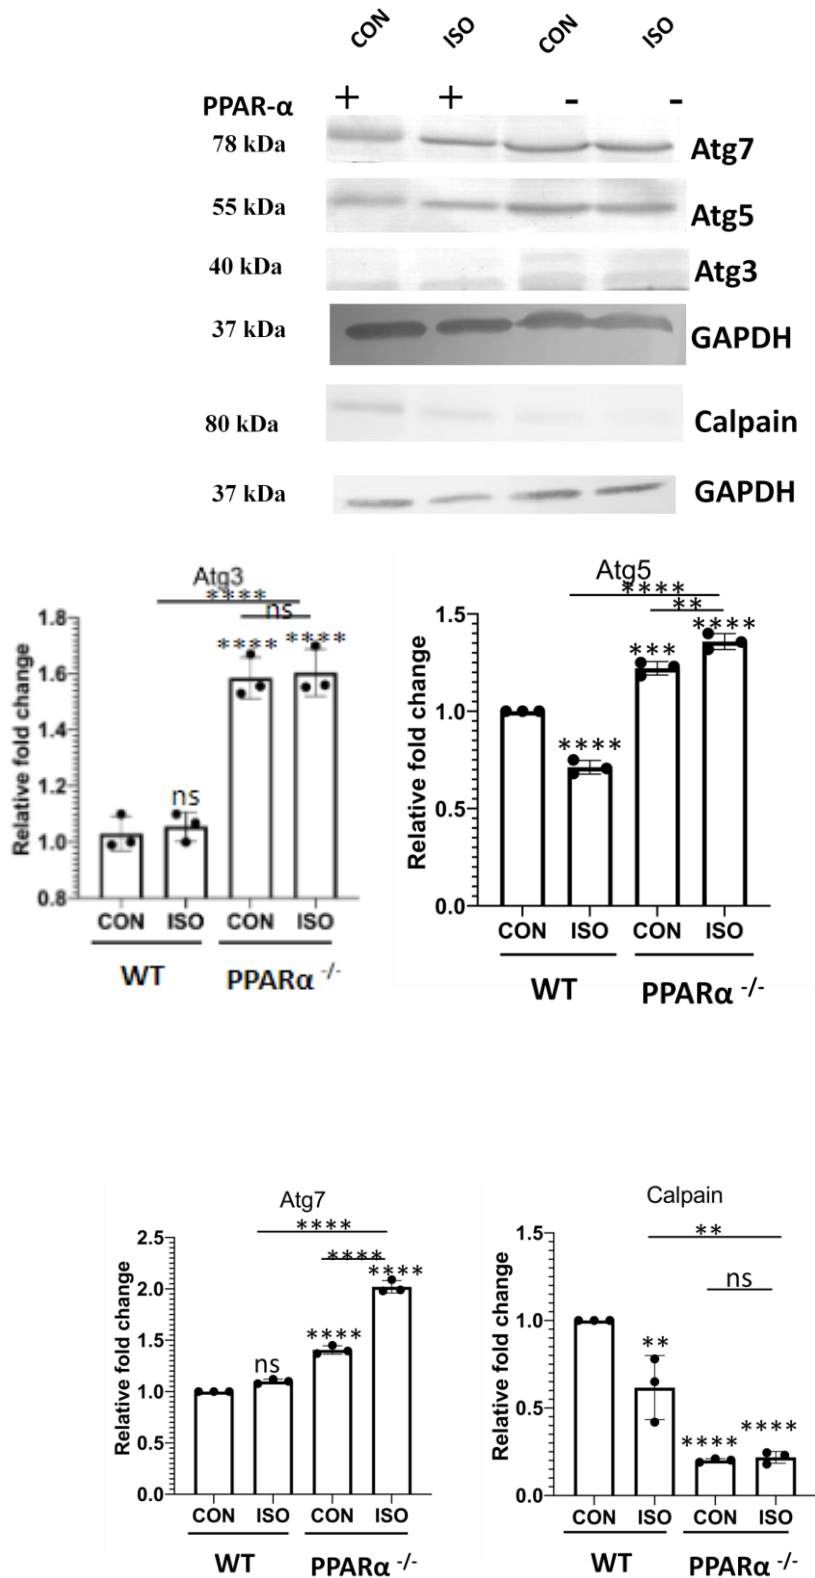 CON ISO CON ISO
PPAR-α + + - -
78 kDa Atg7
55 kDa Atg5
40 kDa Atg3
37 kDa GAPDH
80 kDa Calpain
37 kDa GAPDH
Atg3
****
ns
**** ****
ns
Relative fold change
1.8
1.6
1.4
1.2
1.0
0.8
CON ISO CON ISO
WT PPARα -/-
Atg5
****
**
****
***
****
Relative fold change
1.5
1.0
0.5
0.0
CON ISO CON ISO
WT PPARα -/-
Atg7
****
****
****
****
ns
Relative fold change
2.5
2.0
1.5
1.0
0.5
0.0
CON ISO CON ISO
WT PPARα -/-
Calpain
**
ns
**
****
****
Relative fold change
1.5
1.0
0.5
0.0
CON ISO CON ISO
WT PPARα -/-